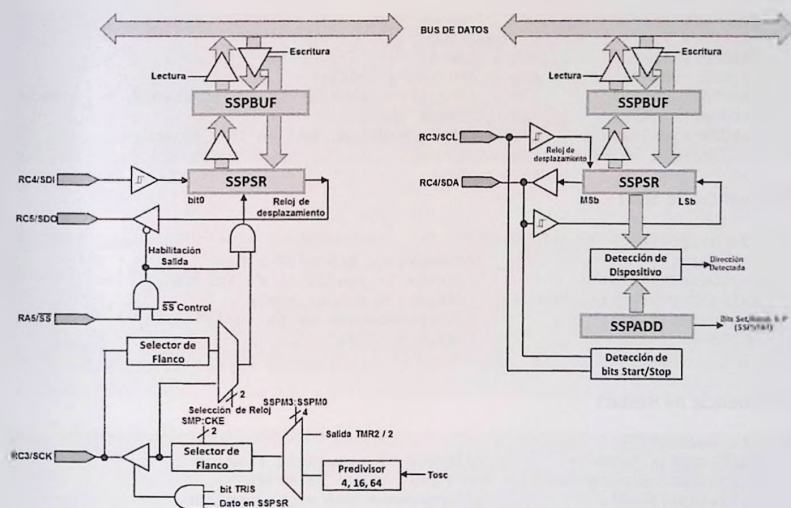 BUS DE DATOS
Escritura
Lectura
SSPBUF
RC4/SDI
SSPSR
bit0
Reloj de
desplazamiento
RC5/SDO
Habilitación
Salida
SS Control
RA5/SS
Selector de
Flanco
2
Selección de Reloj
SMP:CKE
2
SSPM3:SSPM0
4
Salida TMR2 / 2
RC3/SCK
Selector de
Flanco
Predivisor
4, 16, 64
Tosc
bit TRIS
Dato en SSPSR
Escritura
Lectura
SSPBUF
RC3/SCL
Reloj de
desplazamiento
RC4/SDA
SSPSR
MSb
LSb
Detección de
Dispositivo
Dirección
Detectada
SSPADD
Bits Set,
Detección de
bits Start/Stop